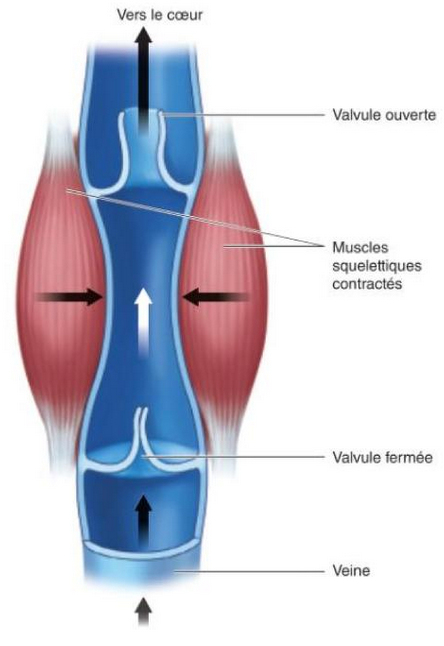 Vers le cœur
Valvule ouverte
Muscles
squelettiques
contractés
Valvule fermée
Veine